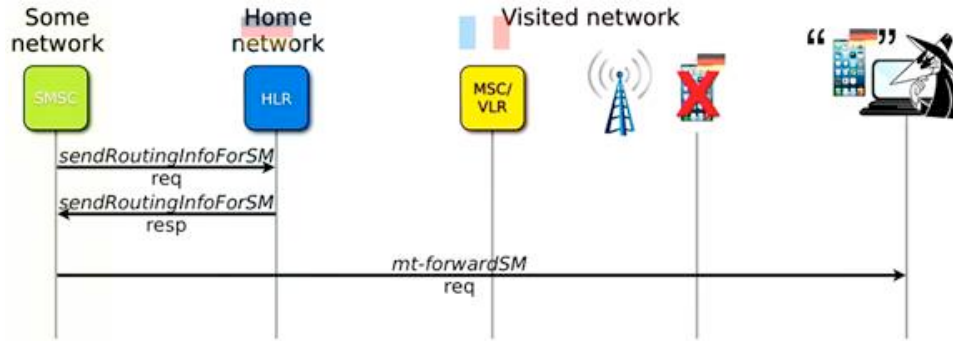 Some
network
Home
network
Visited network
“ ”
SMSC
HLR
MSC/
VLR
sendRoutingInfoForSM
req
sendRoutingInfoForSM
resp
mt-forwardSM
req